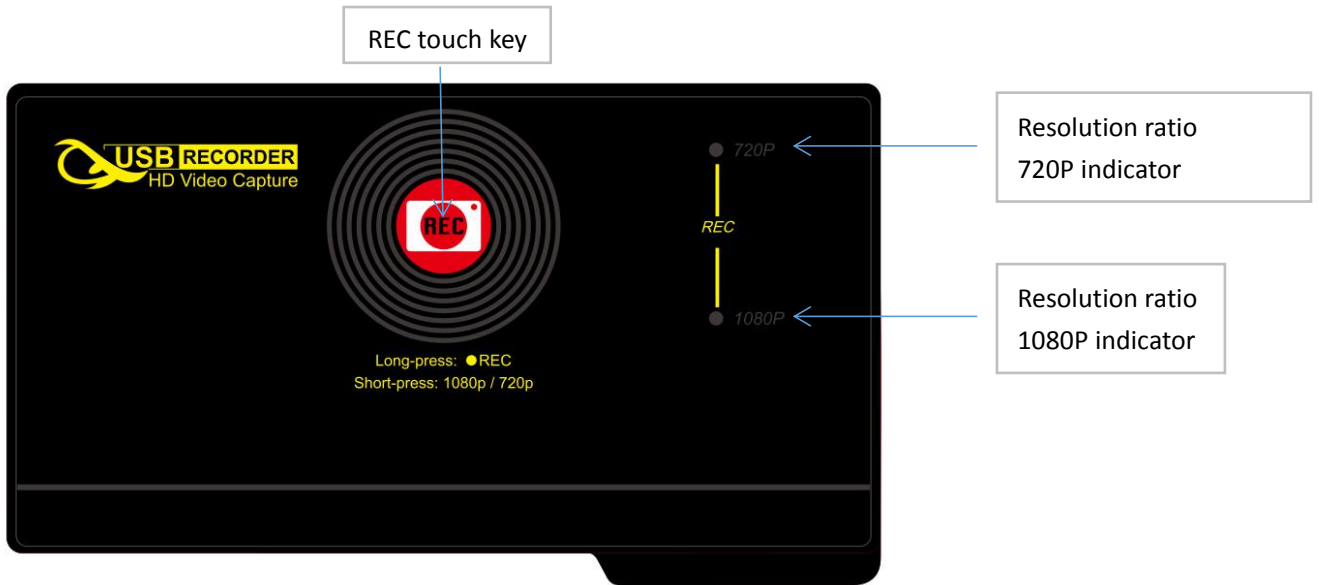 REC touch key
USB RECORDER
HD Video Capture
REC
Long-press: ●REC
Short-press: 1080p / 720p
720P
REC
1080P
Resolution ratio
720P indicator
Resolution ratio
1080P indicator